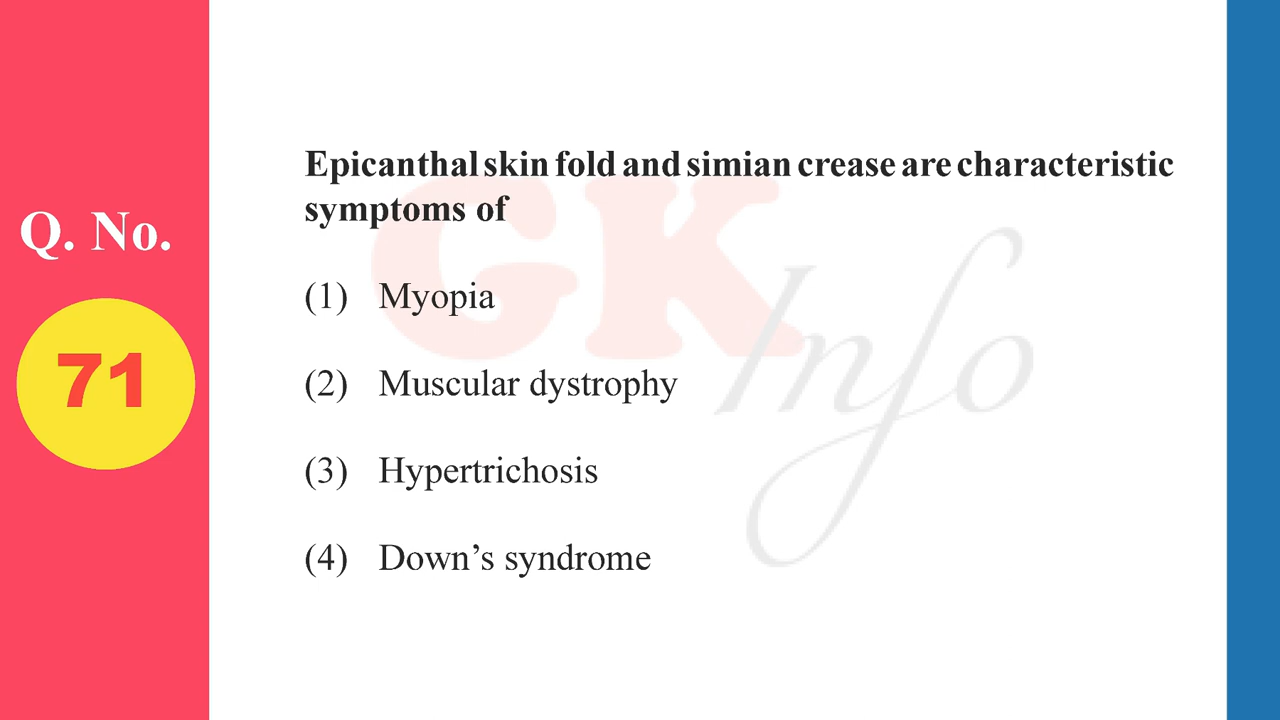 Q. No.
71
Epicanthal skin fold and simian crease are characteristic
symptoms of
(1) Myopia
(2) Muscular dystrophy
(3) Hypertrichosis
(4) Down’s syndrome
GK
Info